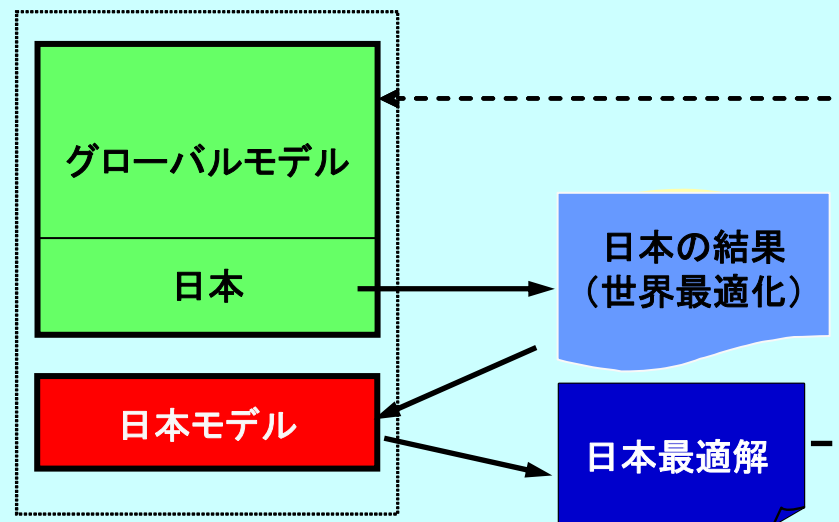 グローバルモデル
日本
日本の結果
（世界最適化）
日本モデル
日本最適解